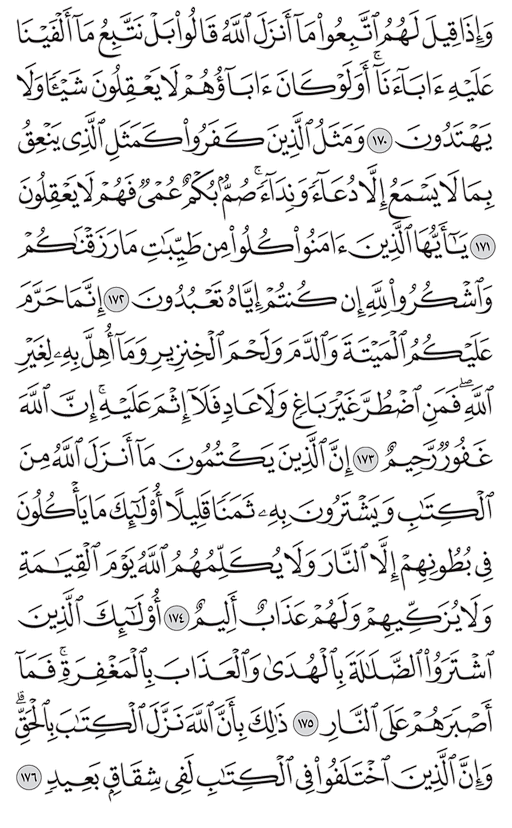 وَإِذَا قِيلَ لَهُمُ ٱتَّبِعُوا۟ مَآ أَنزَلَ ٱللَّهُ قَالُوا۟ بَلْ نَتَّبِعُ مَآ أَلْفَيْنَا
عَلَيْهِ ءَابَآءَنَآ ۗ أَوَلَوْ كَانَ ءَابَآؤُهُمْ لَا يَعْقِلُونَ شَيْـًٔا وَلَا
يَهْتَدُونَ ١٧٠ وَمَثَلُ ٱلَّذِينَ كَفَرُوا۟ كَمَثَلِ ٱلَّذِى يَنْعِقُ
بِمَا لَا يَسْمَعُ إِلَّا دُعَآءً وَنِدَآءً ۚ صُمٌّۢ بُكْمٌ عُمْىٌ فَهُمْ لَا يَعْقِلُونَ
١٧١ يَـٰٓأَيُّهَا ٱلَّذِينَ ءَامَنُوا۟ كُلُوا۟ مِن طَيِّبَـٰتِ مَا رَزَقْنَـٰكُمْ
وَٱشْكُرُوا۟ لِلَّهِ إِن كُنتُمْ إِيَّاهُ تَعْبُدُونَ ١٧٢ إِنَّمَا حَرَّمَ
عَلَيْكُمُ ٱلْمَيْتَةَ وَٱلدَّمَ وَلَحْمَ ٱلْخِنزِيرِ وَمَآ أُهِلَّ بِهِۦ لِغَيْرِ
ٱللَّهِ ۖ فَمَنِ ٱضْطُرَّ غَيْرَ بَاغٍ وَلَا عَادٍ فَلَآ إِثْمَ عَلَيْهِ ۚ إِنَّ ٱللَّهَ
غَفُورٌ رَّحِيمٌ ١٧٣ إِنَّ ٱلَّذِينَ يَكْتُمُونَ مَآ أَنزَلَ ٱللَّهُ مِنَ
ٱلْكِتَـٰبِ وَيَشْتَرُونَ بِهِۦ ثَمَنًا قَلِيلًا ۙ أُو۟لَـٰٓئِكَ مَا يَأْكُلُونَ
فِى بُطُونِهِمْ إِلَّا ٱلنَّارَ وَلَا يُكَلِّمُهُمُ ٱللَّهُ يَوْمَ ٱلْقِيَـٰمَةِ
وَلَا يُزَكِّيهِمْ وَلَهُمْ عَذَابٌ أَلِيمٌ ١٧٤ أُو۟لَـٰٓئِكَ ٱلَّذِينَ
ٱشْتَرَوُا۟ ٱلضَّلَـٰلَةَ بِٱلْهُدَىٰ وَٱلْعَذَابَ بِٱلْمَغْفِرَةِ ۚ فَمَآ
أَصْبَرَهُمْ عَلَى ٱلنَّارِ ١٧٥ ذَٰلِكَ بِأَنَّ ٱللَّهَ نَزَّلَ ٱلْكِتَـٰبَ بِٱلْحَقِّ ۗ
وَإِنَّ ٱلَّذِينَ ٱخْتَلَفُوا۟ فِى ٱلْكِتَـٰبِ لَفِى شِقَاقٍۭ بَعِيدٍ ١٧٦